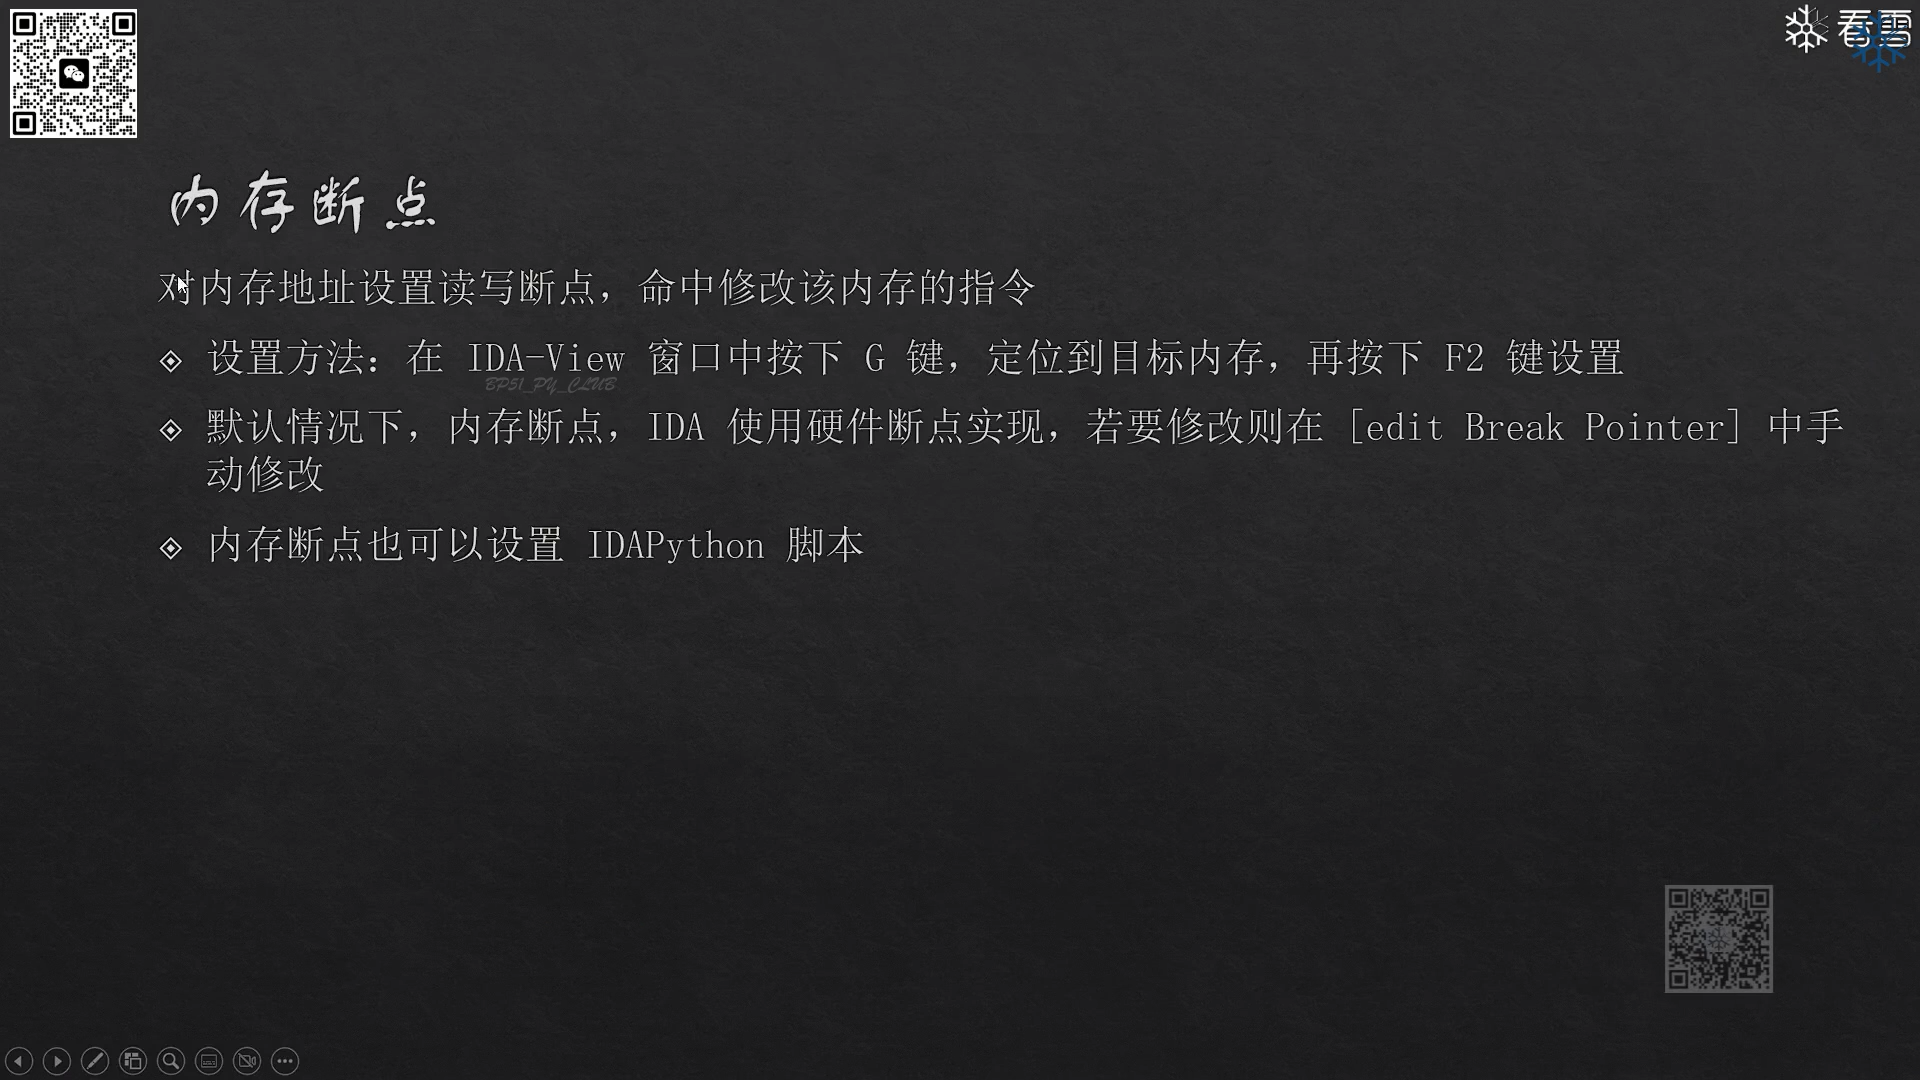 看雪
内存断点
对内存地址设置读写断点，命中修改该内存的指令
设置方法：在 IDA-View 窗口中按下 G 键，定位到目标内存，再按下 F2 键设置
BP51_PY_CLUB
默认情况下，内存断点，IDA 使用硬件断点实现，若要修改则在 [edit Break Pointer] 中手
动修改
内存断点也可以设置 IDAPython 脚本